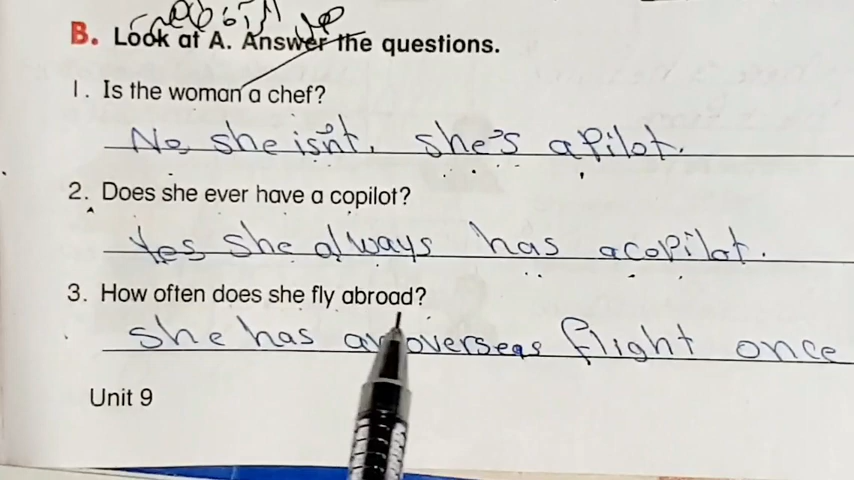 B. Look at A. Answer the questions.
1. Is the woman a chef?
No she isn't. she's a Pilot.
2. Does she ever have a copilot?
Yes she always has a copilot.
3. How often does she fly abroad?
she has an overseas flight once
Unit 9